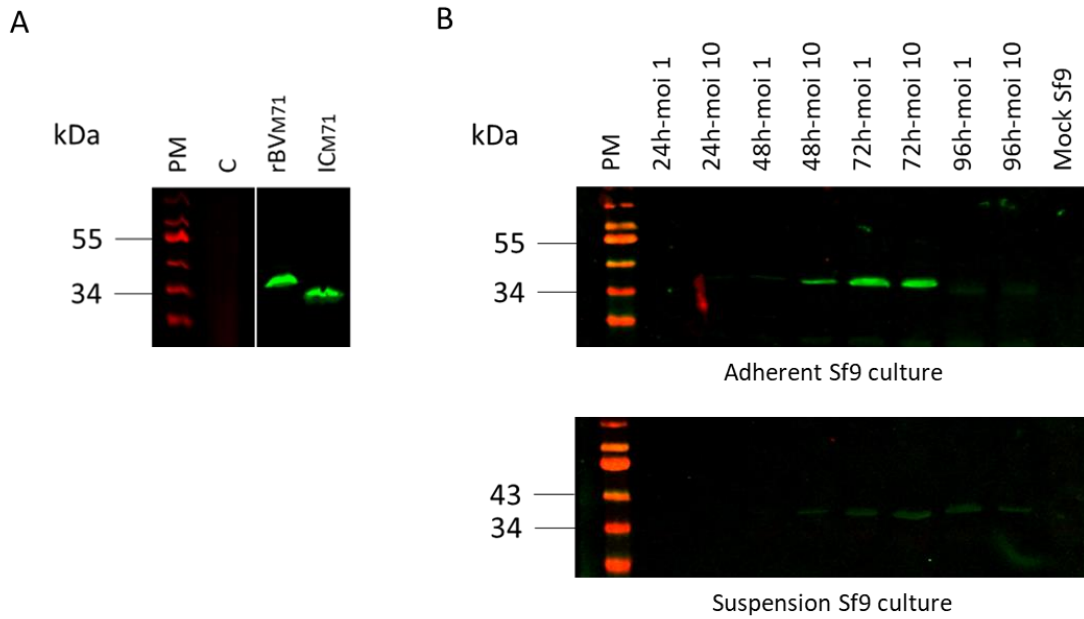 A
kDa
PM
C
rBVM71
ICM71
55
34
B
kDa
PM
24h-moi 1
24h-moi 10
48h-moi 1
48h-moi 10
72h-moi 1
72h-moi 10
96h-moi 1
96h-moi 10
Mock Sf9
55
34
Adherent Sf9 culture
43
34
Suspension Sf9 culture